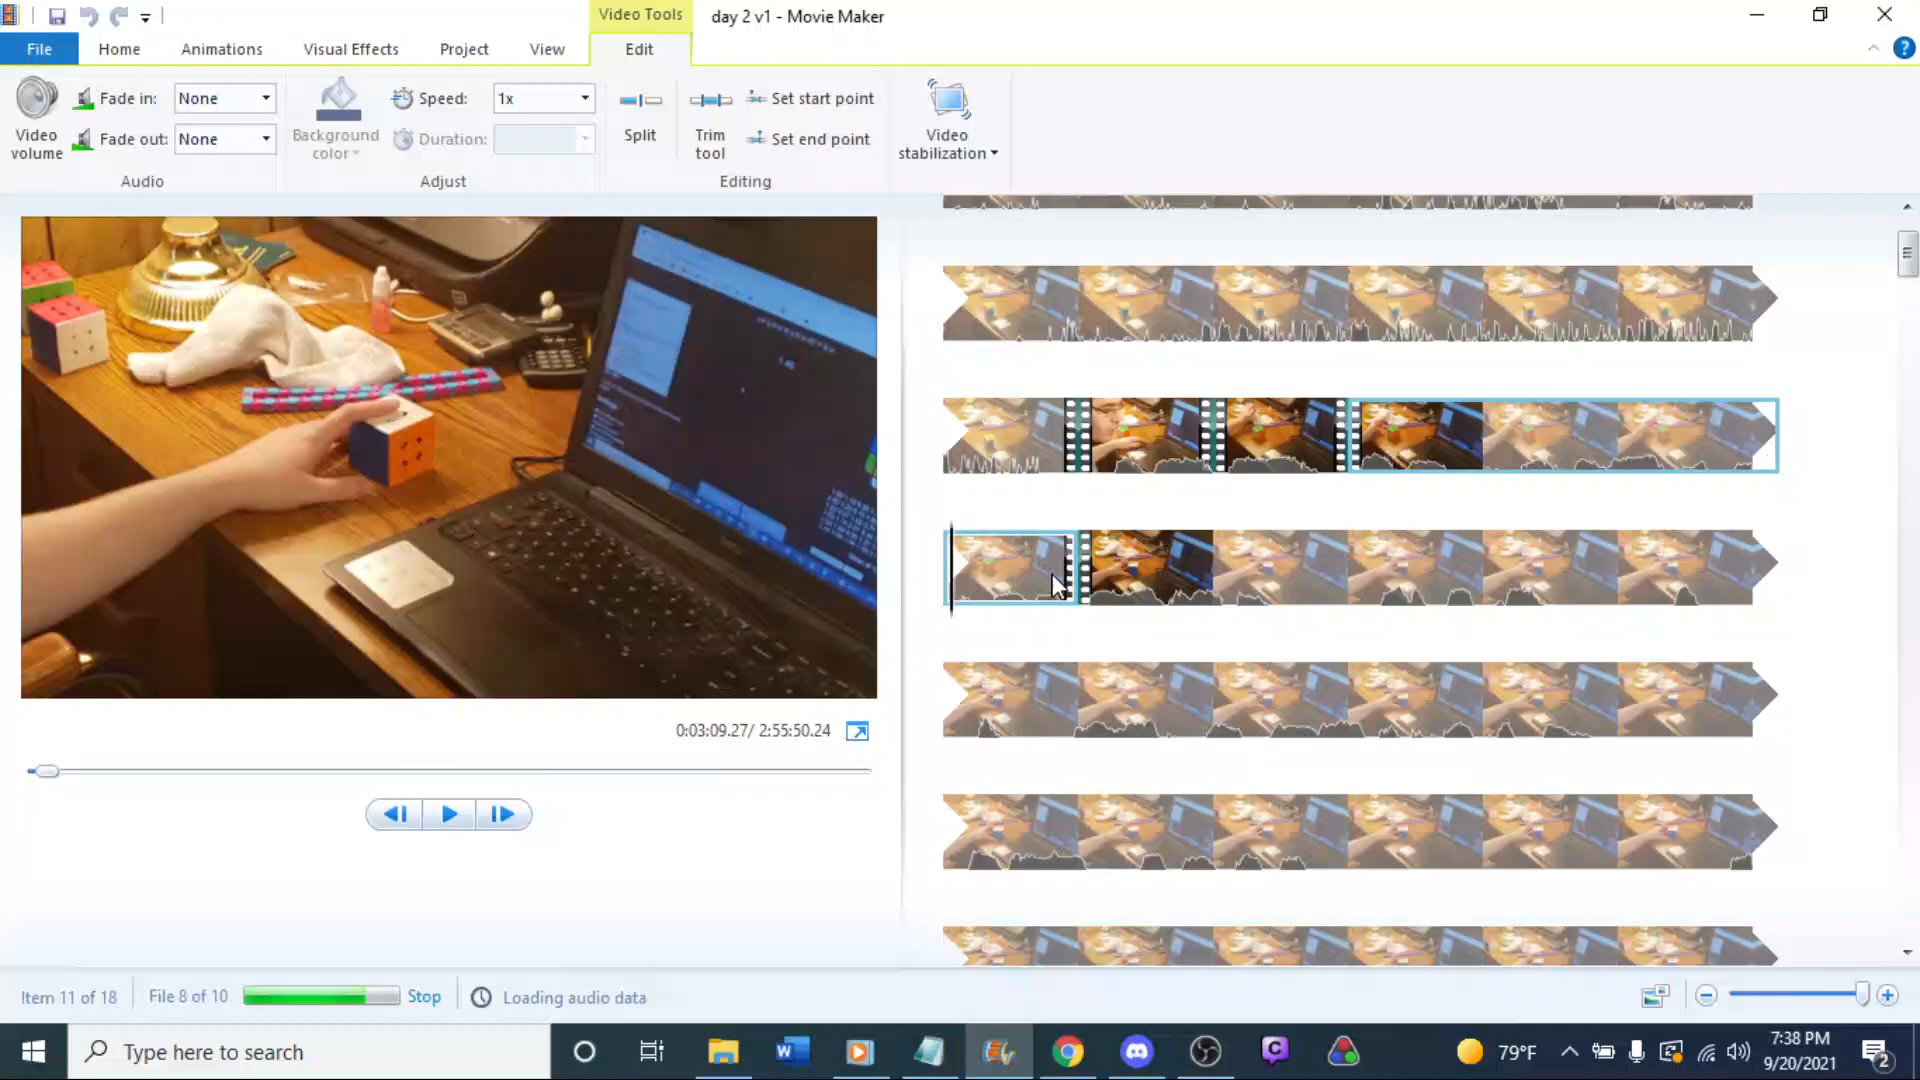 Video Tools
day 2 v1 - Movie Maker
File
Home
Animations
Visual Effects
Project
View
Edit
Video
volume
Fade in:
None
Fade out:
None
Audio
Background
color
Speed:
1x
Duration:
Adjust
Split
Trim
tool
Set start point
Set end point
Editing
Video
stabilization
0:03:09.27/ 2:55:50.24
Item 11 of 18
File 8 of 10
Stop
Loading audio data
Type here to search
79°F
7:38 PM
9/20/2021
2